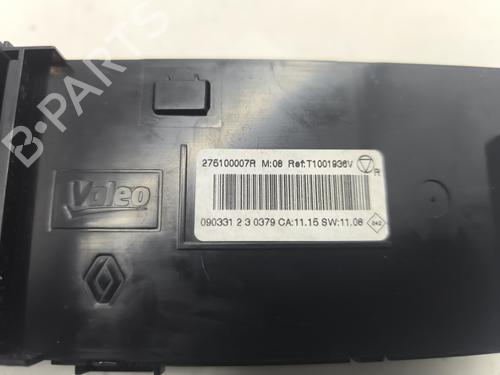 275100007R M:08 Ref:T1001936V
R
Valeo
090331 2 3 0379 CA:11.15 SW:11.08
B-PARTS